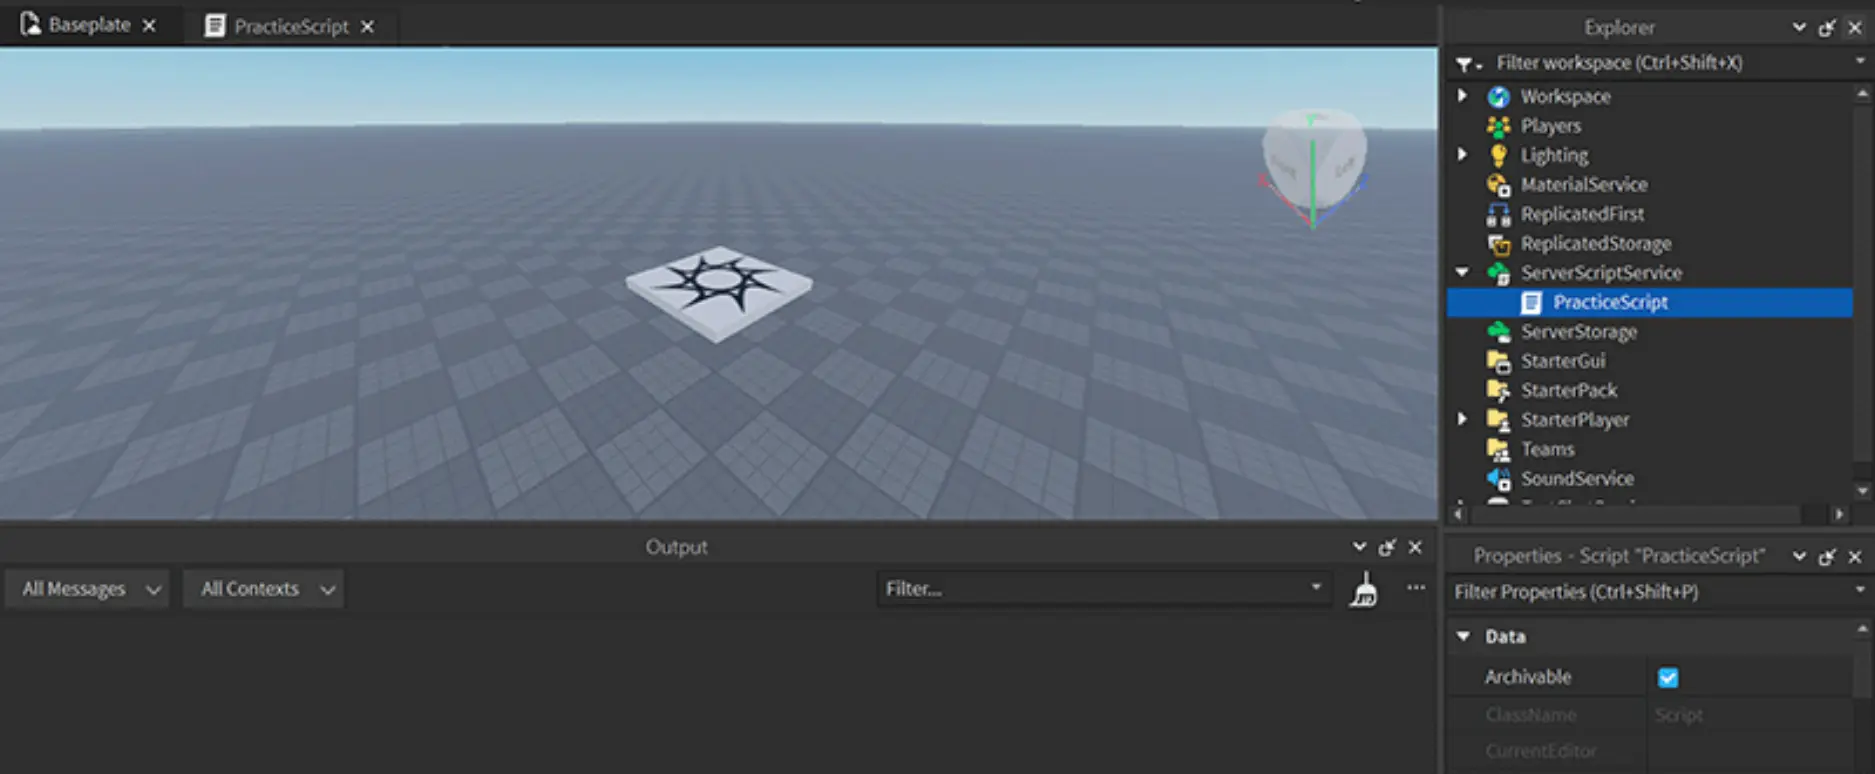 Baseplate
PracticeScript
Explorer
Filter workspace (Ctrl+Shift+X)
Workspace
Players
Lighting
MaterialService
ReplicatedFirst
ReplicatedStorage
ServerScriptService
PracticeScript
ServerStorage
StarterGui
StarterPack
StarterPlayer
Teams
SoundService
Output
All Messages
All Contexts
Filter...
Properties - Script "PracticeScript"
Filter Properties (Ctrl+Shift+P)
Data
Archivable
ClassName Script
CurrentEditor